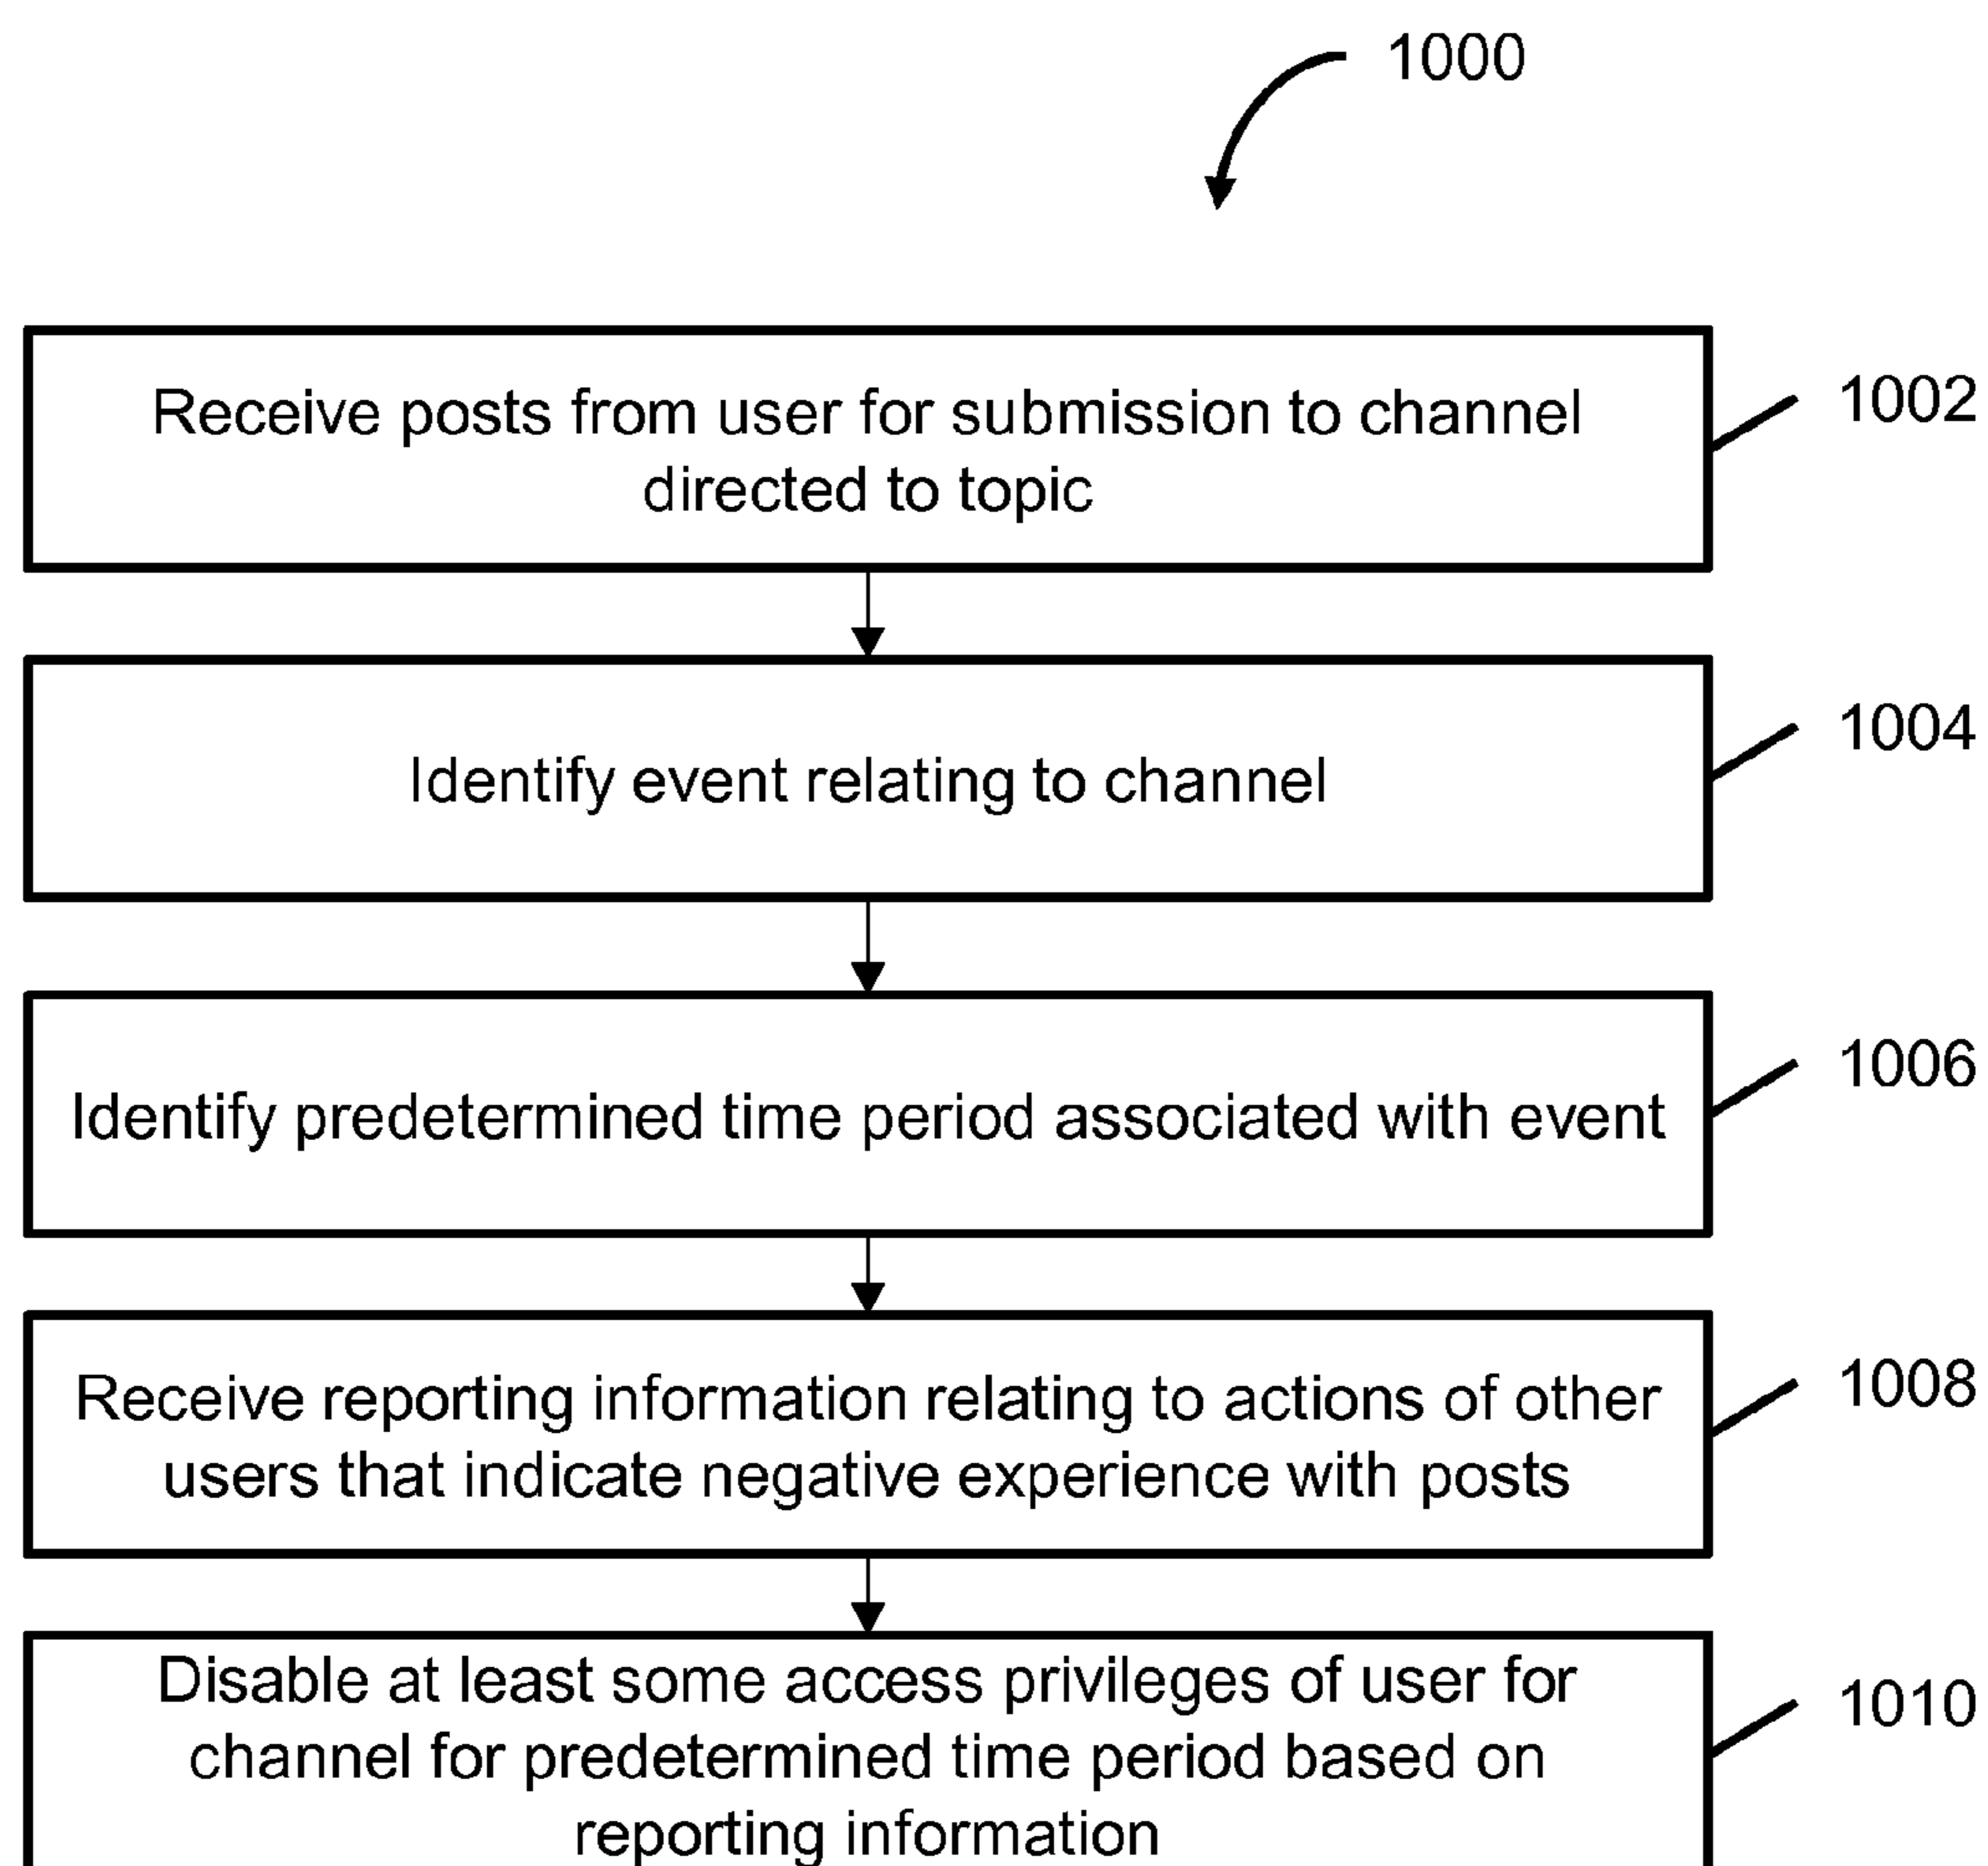 1000
Receive posts from user for submission to channel
directed to topic
1002
Identify event relating to channel
1004
Identify predetermined time period associated with event
1006
Receive reporting information relating to actions of other
users that indicate negative experience with posts
1008
Disable at least some access privileges of user for
channel for predetermined time period based on
reporting information
1010